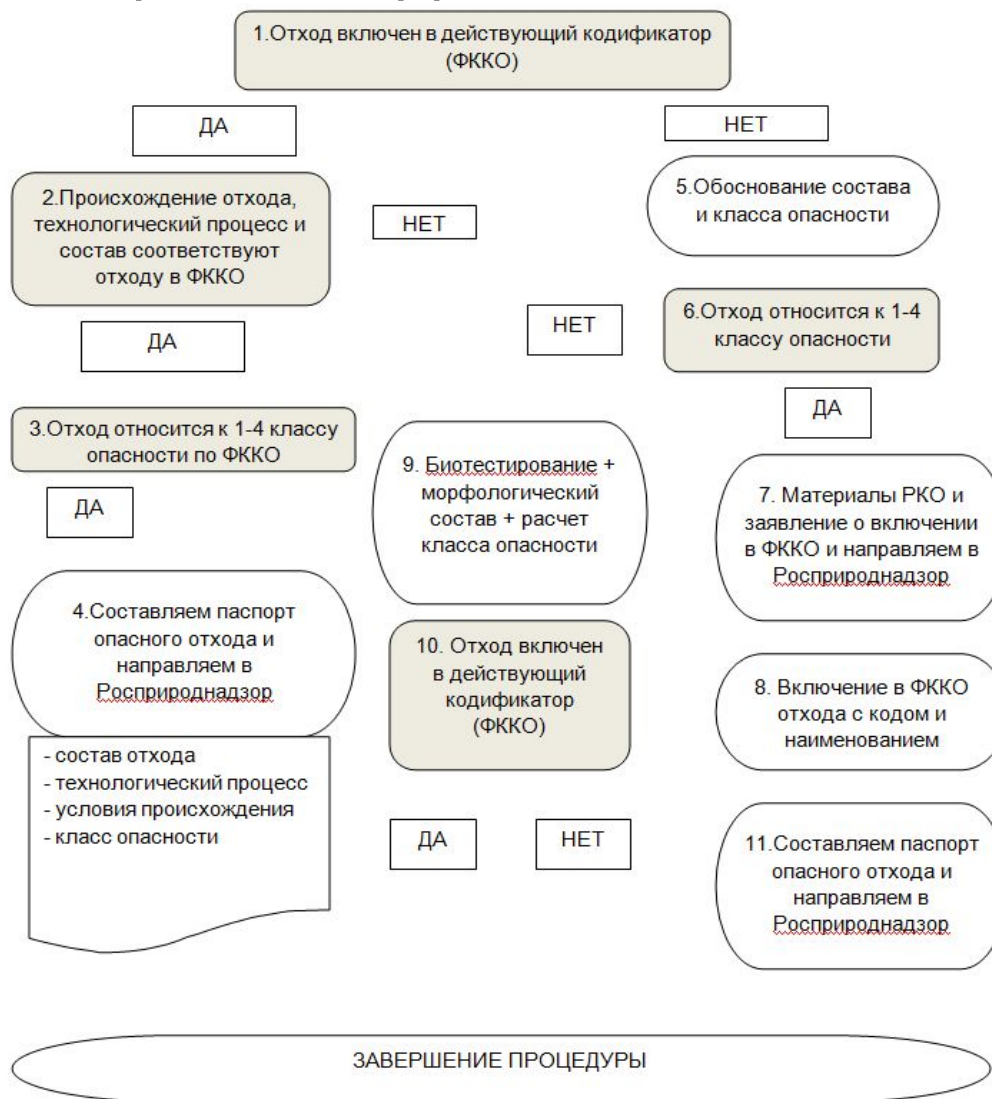 1.Отход включен в действующий кодификатор
(ФККО)
ДА
НЕТ
2.Происхождение отхода,
технологический процесс и
состав соответствуют
отходу в ФККО
НЕТ
5.Обоснование состава
и класса опасности
ДА
НЕТ
6.Отход относится к 1-4
классу опасности
ДА
3.Отход относится к 1-4 классу
опасности по ФККО
ДА
9. Биотестирование +
морфологический
состав + расчет
класса опасности
7. Материалы РКО и
заявление о включении
в ФККО и направляем в
Росприроднадзор
4.Составляем паспорт
опасного отхода и
направляем в
Росприроднадзор
10. Отход включен
в действующий
кодификатор
(ФККО)
8. Включение в ФККО
отхода с кодом и
наименованием
- состав отхода
- технологический процесс
- условия происхождения
- класс опасности
ДА
НЕТ
11.Составляем паспорт
опасного отхода и
направляем в
Росприроднадзор
ЗАВЕРШЕНИЕ ПРОЦЕДУРЫ